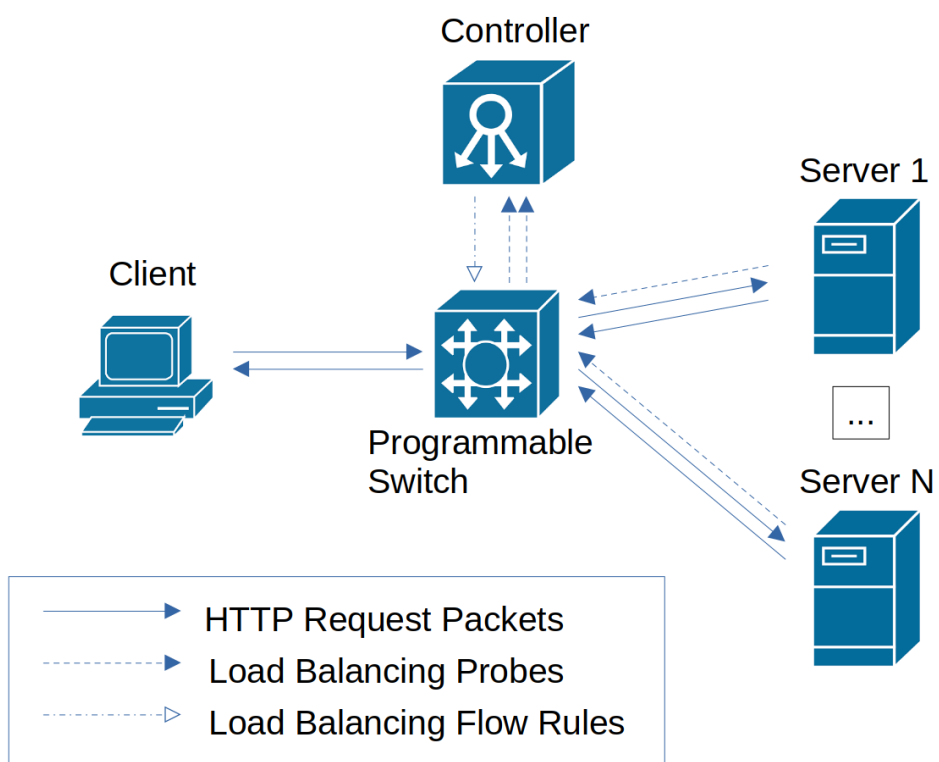 Controller
Server 1
Client
Programmable
Switch
...
Server N
HTTP Request Packets
Load Balancing Probes
Load Balancing Flow Rules